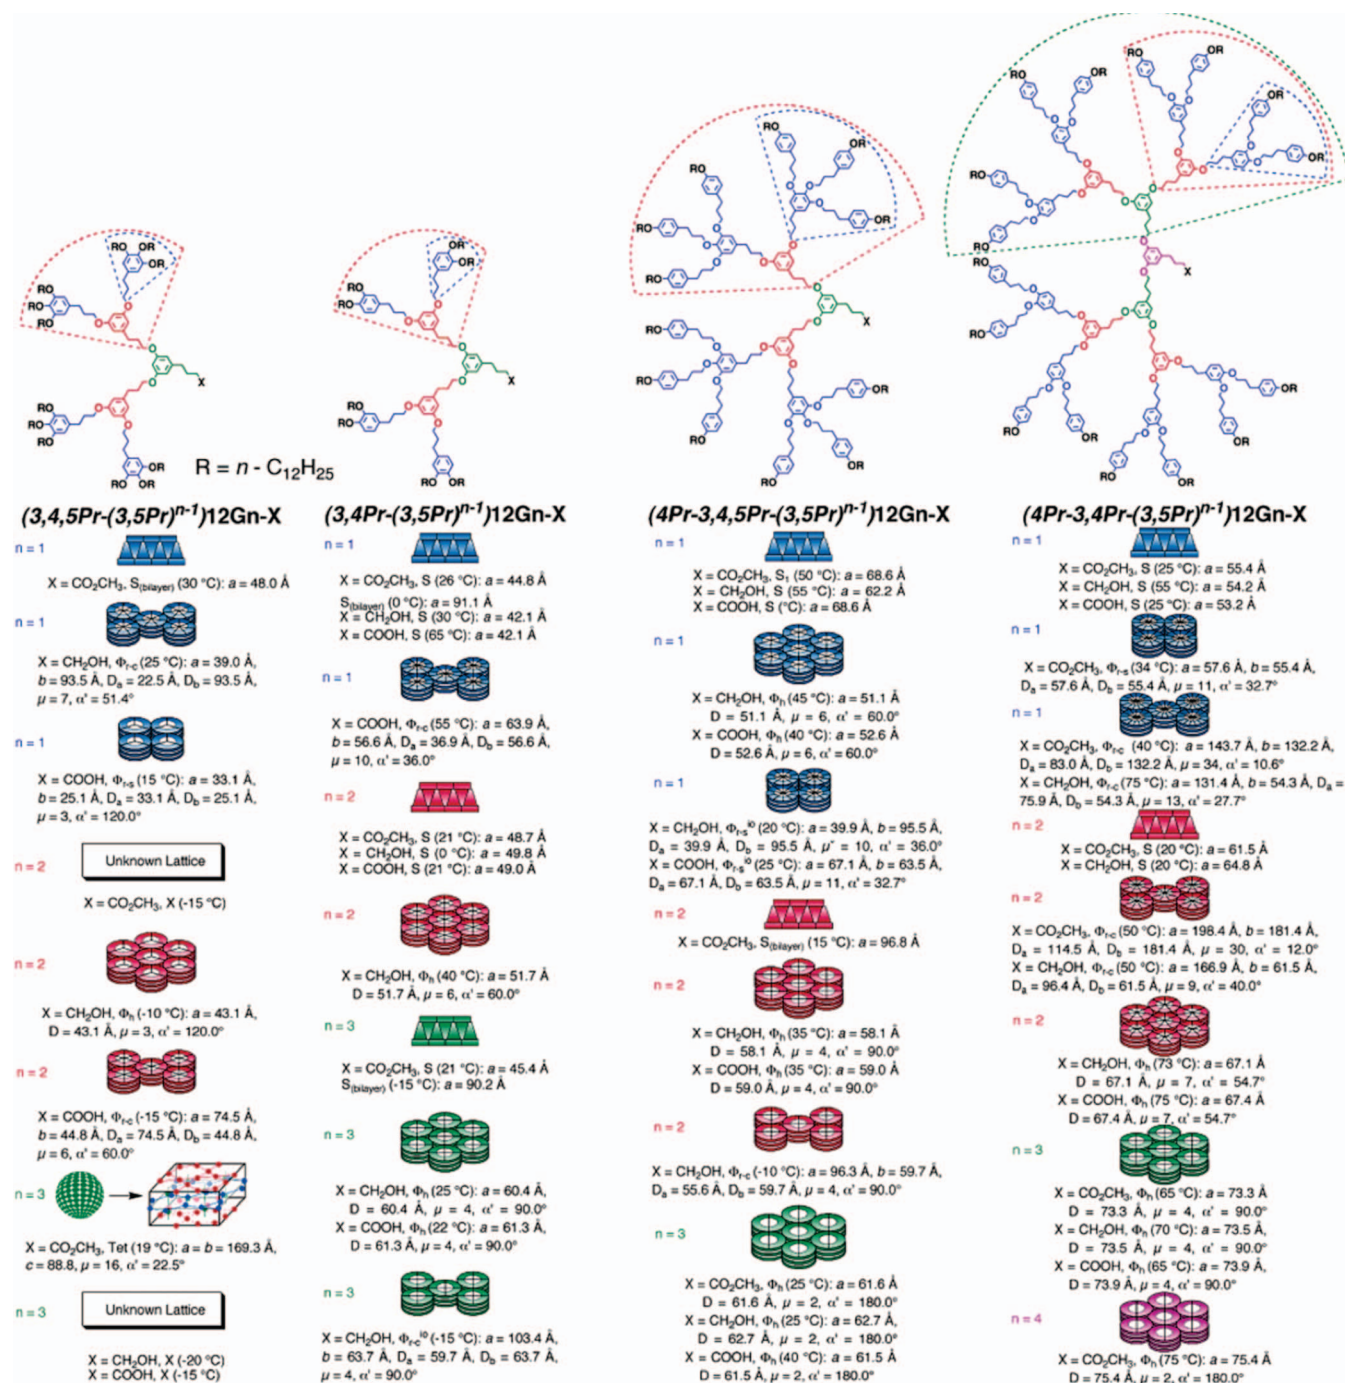 R = n - C12H25
(3,4,5Pr-(3,5Pr)n-1)12Gn-X
n = 1
X = CO2CH3, S(bilayer) (30 °C): a = 48.0 Å
n = 1
X = CH2OH, Φr-c (25 °C): a = 39.0 Å,
b = 93.5 Å, Da = 22.5 Å, Db = 93.5 Å,
μ = 7, α' = 51.4°
n = 1
X = COOH, Φr-s (15 °C): a = 33.1 Å,
b = 25.1 Å, Da = 33.1 Å, Db = 25.1 Å,
μ = 3, α' = 120.0°
n = 2
Unknown Lattice
X = CO2CH3, X (-15 °C)
n = 2
X = CH2OH, Φh (-10 °C): a = 43.1 Å,
D = 43.1 Å, μ = 3, α' = 120.0°
n = 2
X = COOH, Φr-c (-15 °C): a = 74.5 Å,
b = 44.8 Å, Da = 74.5 Å, Db = 44.8 Å,
μ = 6, α' = 60.0°
n = 3
X = CO2CH3, Tet (19 °C): a = b = 169.3 Å,
c = 88.8, μ = 16, α' = 22.5°
n = 3
Unknown Lattice
X = CH2OH, X (-20 °C)
X = COOH, X (-15 °C)
(3,4Pr-(3,5Pr)n-1)12Gn-X
n = 1
X = CO2CH3, S (26 °C): a = 44.8 Å
S(bilayer) (0 °C): a = 91.1 Å
X = CH2OH, S (30 °C): a = 42.1 Å
X = COOH, S (65 °C): a = 42.1 Å
n = 1
X = COOH, Φr-c (55 °C): a = 63.9 Å,
b = 56.6 Å, Da = 36.9 Å, Db = 56.6 Å,
μ = 10, α' = 36.0°
n = 2
X = CO2CH3, S (21 °C): a = 48.7 Å
X = CH2OH, S (0 °C): a = 49.8 Å
X = COOH, S (21 °C): a = 49.0 Å
n = 2
X = CH2OH, Φh (40 °C): a = 51.7 Å
D = 51.7 Å, μ = 6, α' = 60.0°
n = 3
X = CO2CH3, S (21 °C): a = 45.4 Å
S(bilayer) (-15 °C): a = 90.2 Å
n = 3
X = CH2OH, Φh (25 °C): a = 60.4 Å,
D = 60.4 Å, μ = 4, α' = 90.0°
X = COOH, Φh (22 °C): a = 61.3 Å,
D = 61.3 Å, μ = 4, α' = 90.0°
n = 3
X = CH2OH, Φr-c io (-15 °C): a = 103.4 Å,
b = 63.7 Å, Da = 59.7 Å, Db = 63.7 Å,
μ = 4, α' = 90.0°
(4Pr-3,4,5Pr-(3,5Pr)n-1)12Gn-X
n = 1
X = CO2CH3, S1 (50 °C): a = 68.6 Å
X = CH2OH, S (55 °C): a = 62.2 Å
X = COOH, S (°C): a = 68.6 Å
n = 1
X = CH2OH, Φh (45 °C): a = 51.1 Å
D = 51.1 Å, μ = 6, α' = 60.0°
X = COOH, Φh (40 °C): a = 52.6 Å
D = 52.6 Å, μ = 6, α' = 60.0°
n = 1
X = CH2OH, Φr-s io (20 °C): a = 39.9 Å, b = 95.5 Å,
Da = 39.9 Å, Db = 95.5 Å, μ" = 10, α' = 36.0°
X = COOH, Φr-s io (25 °C): a = 67.1 Å, b = 63.5 Å,
Da = 67.1 Å, Db = 63.5 Å, μ = 11, α' = 32.7°
n = 2
X = CO2CH3, S(bilayer) (15 °C): a = 96.8 Å
n = 2
X = CH2OH, Φh (35 °C): a = 58.1 Å
D = 58.1 Å, μ = 4, α' = 90.0°
X = COOH, Φh (35 °C): a = 59.0 Å
D = 59.0 Å, μ = 4, α' = 90.0°
n = 2
X = CH2OH, Φr-c (-10 °C): a = 96.3 Å, b = 59.7 Å,
Da = 55.6 Å, Db = 59.7 Å, μ = 4, α' = 90.0°
n = 3
X = CO2CH3, Φh (25 °C): a = 61.6 Å
D = 61.6 Å, μ = 2, α' = 180.0°
X = CH2OH, Φh (25 °C): a = 62.7 Å,
D = 62.7 Å, μ = 2, α' = 180.0°
X = COOH, Φh (40 °C): a = 61.5 Å
D = 61.5 Å, μ = 2, α' = 180.0°
(4Pr-3,4Pr-(3,5Pr)n-1)12Gn-X
n = 1
X = CO2CH3, S (25 °C): a = 55.4 Å
X = CH2OH, S (55 °C): a = 54.2 Å
X = COOH, S (25 °C): a = 53.2 Å
n = 1
X = CO2CH3, Φr-s (34 °C): a = 57.6 Å, b = 55.4 Å
Da = 57.6 Å, Db = 55.4 Å, μ = 11, α' = 32.7°
n = 1
X = CO2CH3, Φr-c (40 °C): a = 143.7 Å, b = 132.2 Å,
Da = 83.0 Å, Db = 132.2 Å, μ = 34, α' = 10.6°
X = CH2OH, Φr-c (75 °C): a = 131.4 Å, b = 54.3 Å, Da =
75.9 Å, Db = 54.3 Å, μ = 13, α' = 27.7°
n = 2
X = CO2CH3, S (20 °C): a = 61.5 Å
X = CH2OH, S (20 °C): a = 64.8 Å
n = 2
X = CO2CH3, Φr-c (50 °C): a = 198.4 Å, b = 181.4 Å,
Da = 114.5 Å, Db = 181.4 Å, μ = 30, α' = 12.0°
X = CH2OH, Φr-c (50 °C): a = 166.9 Å, b = 61.5 Å,
Da = 96.4 Å, Db = 61.5 Å, μ = 9, α' = 40.0°
n = 2
X = CH2OH, Φh (73 °C): a = 67.1 Å
D = 67.1 Å, μ = 7, α' = 54.7°
X = COOH, Φh (75 °C): a = 67.4 Å
D = 67.4 Å, μ = 7, α' = 54.7°
n = 3
X = CO2CH3, Φh (65 °C): a = 73.3 Å
D = 73.3 Å, μ = 4, α' = 90.0°
X = CH2OH, Φh (70 °C): a = 73.5 Å
D = 73.5 Å, μ = 4, α' = 90.0°
X = COOH, Φh (65 °C): a = 73.9 Å
D = 73.9 Å, μ = 4, α' = 90.0°
n = 4
X = CO2CH3, Φh (75 °C): a = 75.4 Å
D = 75.4 Å, μ = 2, α' = 180.0°